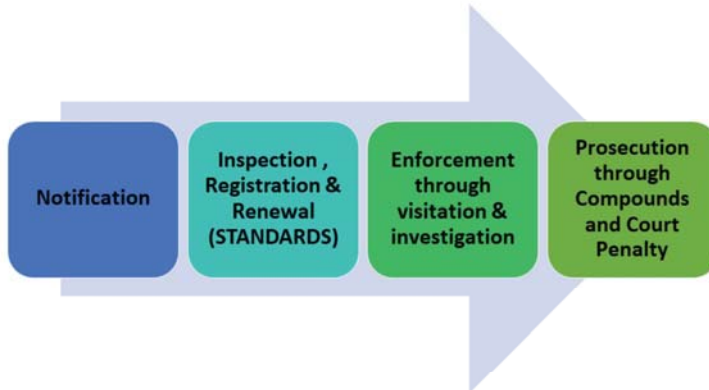 Notification
Inspection ,
Registration &
Renewal
(STANDARDS)
Enforcement
through
visitation &
investigation
Prosecution
through
Compounds
and Court
Penalty